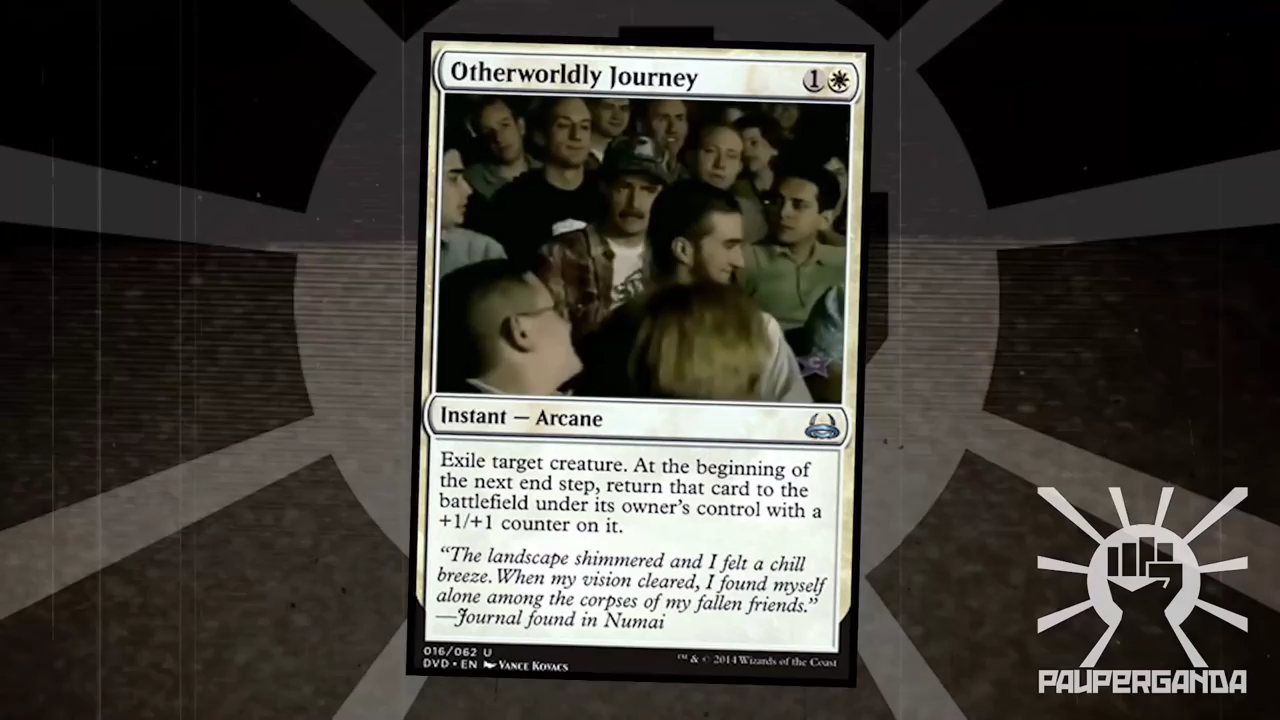 Otherworldly Journey 1
Instant — Arcane
Exile target creature. At the beginning of
the next end step, return that card to the
battlefield under its owner's control with a
+1/+1 counter on it.
“The landscape shimmered and I felt a chill
breeze. When my vision cleared, I found myself
alone among the corpses of my fallen friends.”
—Journal found in Numai
016/062 U
DVD • EN VANCE KOVACS
™ & © 2014 Wizards of the Coast
PAUPERGANDA